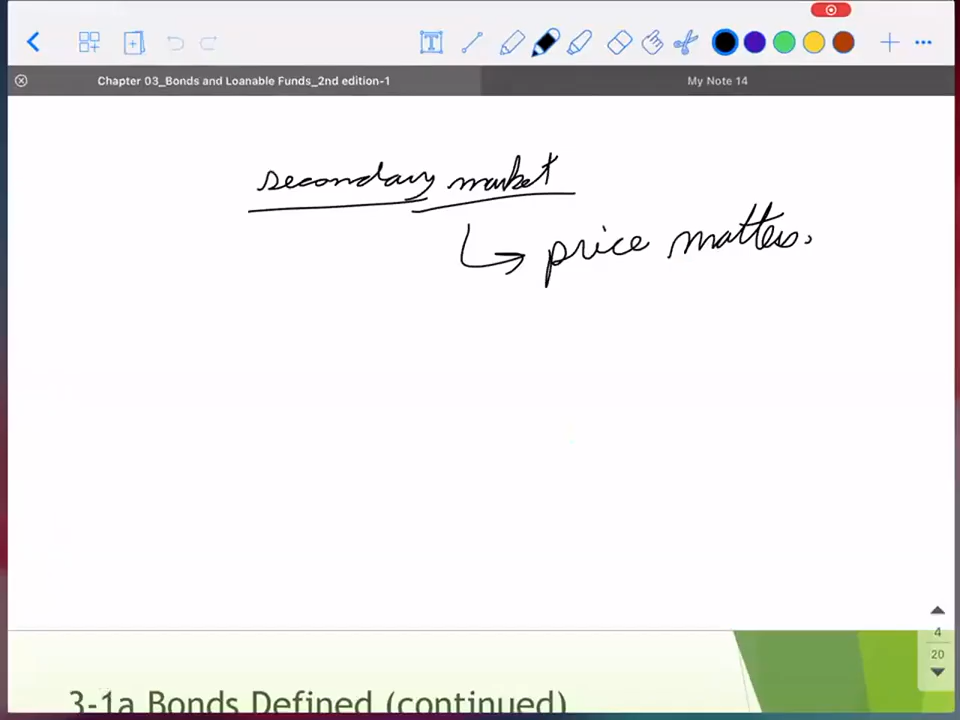 Chapter 03_Bonds and Loanable Funds_2nd edition-1
My Note 14
secondary market
price matters.
4
20
3-1a Bonds Defined (continued)